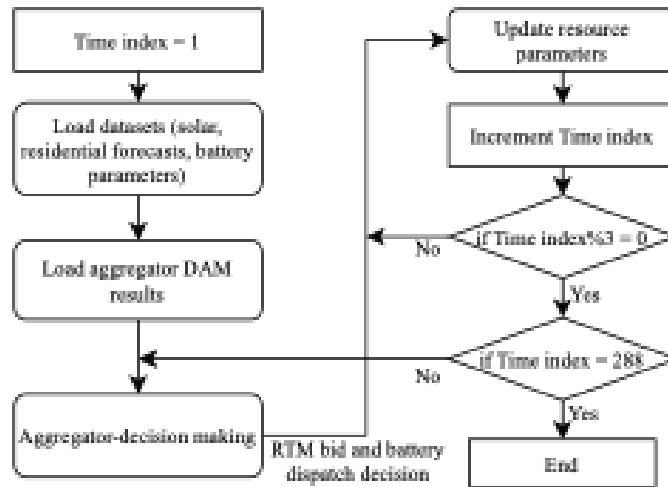 Time index = 1
Load datasets (solar,
residential forecasts, battery
parameters)
Load aggregator DAM
results
Aggregator-decision making
RTM bid and battery
dispatch decision
Update resource
parameters
Increment Time index
if Time index%3 = 0
No
Yes
if Time index = 288
No
Yes
End